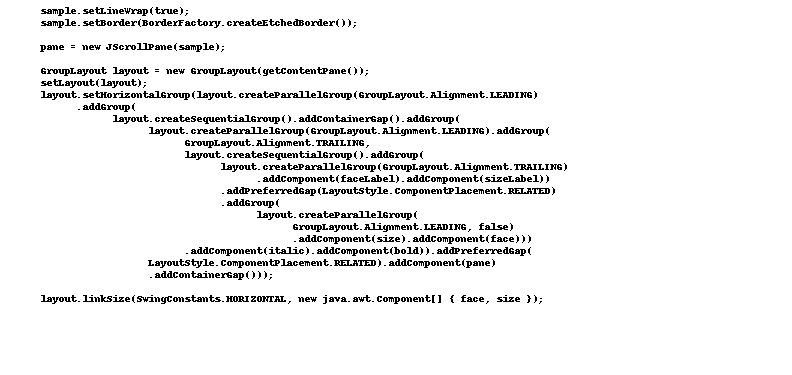 sample.setLineWrap(true);
sample.setBorder(BorderFactory.createEtchedBorder());
pane = new JScrollPane(sample);
GroupLayout layout = new GroupLayout(getContentPane());
setLayout(layout);
layout.setHorizontalGroup(layout.createParallelGroup(GroupLayout.Alignment.LEADING)
.addGroup(
layout.createSequentialGroup().addContainerGap().addGroup(
layout.createParallelGroup(GroupLayout.Alignment.LEADING).addGroup(
GroupLayout.Alignment.TRAILING,
layout.createSequentialGroup().addGroup(
layout.createParallelGroup(GroupLayout.Alignment.TRAILING)
.addComponent(faceLabel).addComponent(sizeLabel))
.addPreferredGap(LayoutStyle.ComponentPlacement.RELATED)
.addGroup(
layout.createParallelGroup(
GroupLayout.Alignment.LEADING, false)
.addComponent(size).addComponent(face)))
.addComponent(italic).addComponent(bold)).addPreferredGap(
LayoutStyle.ComponentPlacement.RELATED).addComponent(pane)
.addContainerGap()));
layout.linkSize(SwingConstants.HORIZONTAL, new java.awt.Component[] { face, size });